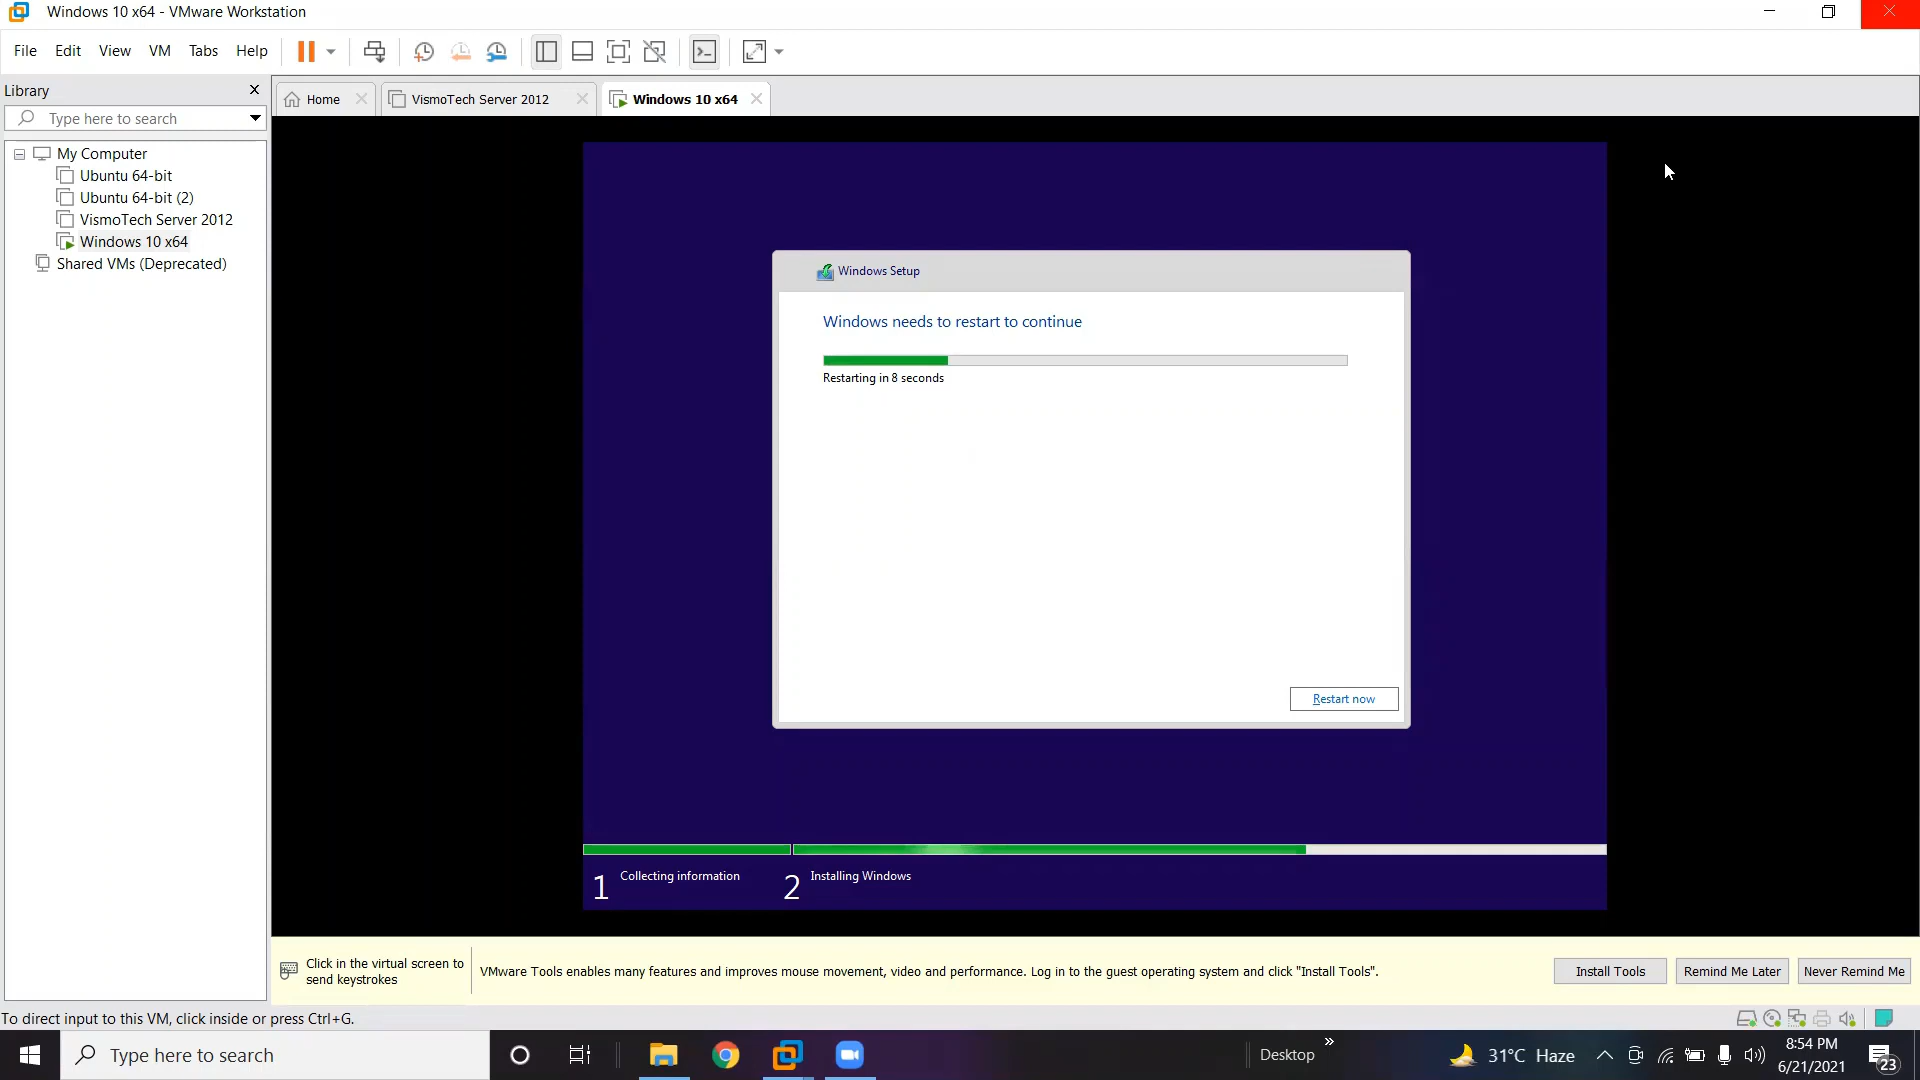 Windows 10 x64 - VMware Workstation
File Edit View VM Tabs Help
Library
Type here to search
Home
VismoTech Server 2012
Windows 10 x64
My Computer
Ubuntu 64-bit
Ubuntu 64-bit (2)
VismoTech Server 2012
Windows 10 x64
Shared VMs (Deprecated)
Windows Setup
Windows needs to restart to continue
Restarting in 8 seconds
Restart now
1 Collecting information
2 Installing Windows
Click in the virtual screen to
send keystrokes
VMware Tools enables many features and improves mouse movement, video and performance. Log in to the guest operating system and click "Install Tools".
Install Tools
Remind Me Later
Never Remind Me
To direct input to this VM, click inside or press Ctrl+G.
Type here to search
Desktop
31°C Haze
8:54 PM
6/21/2021
23